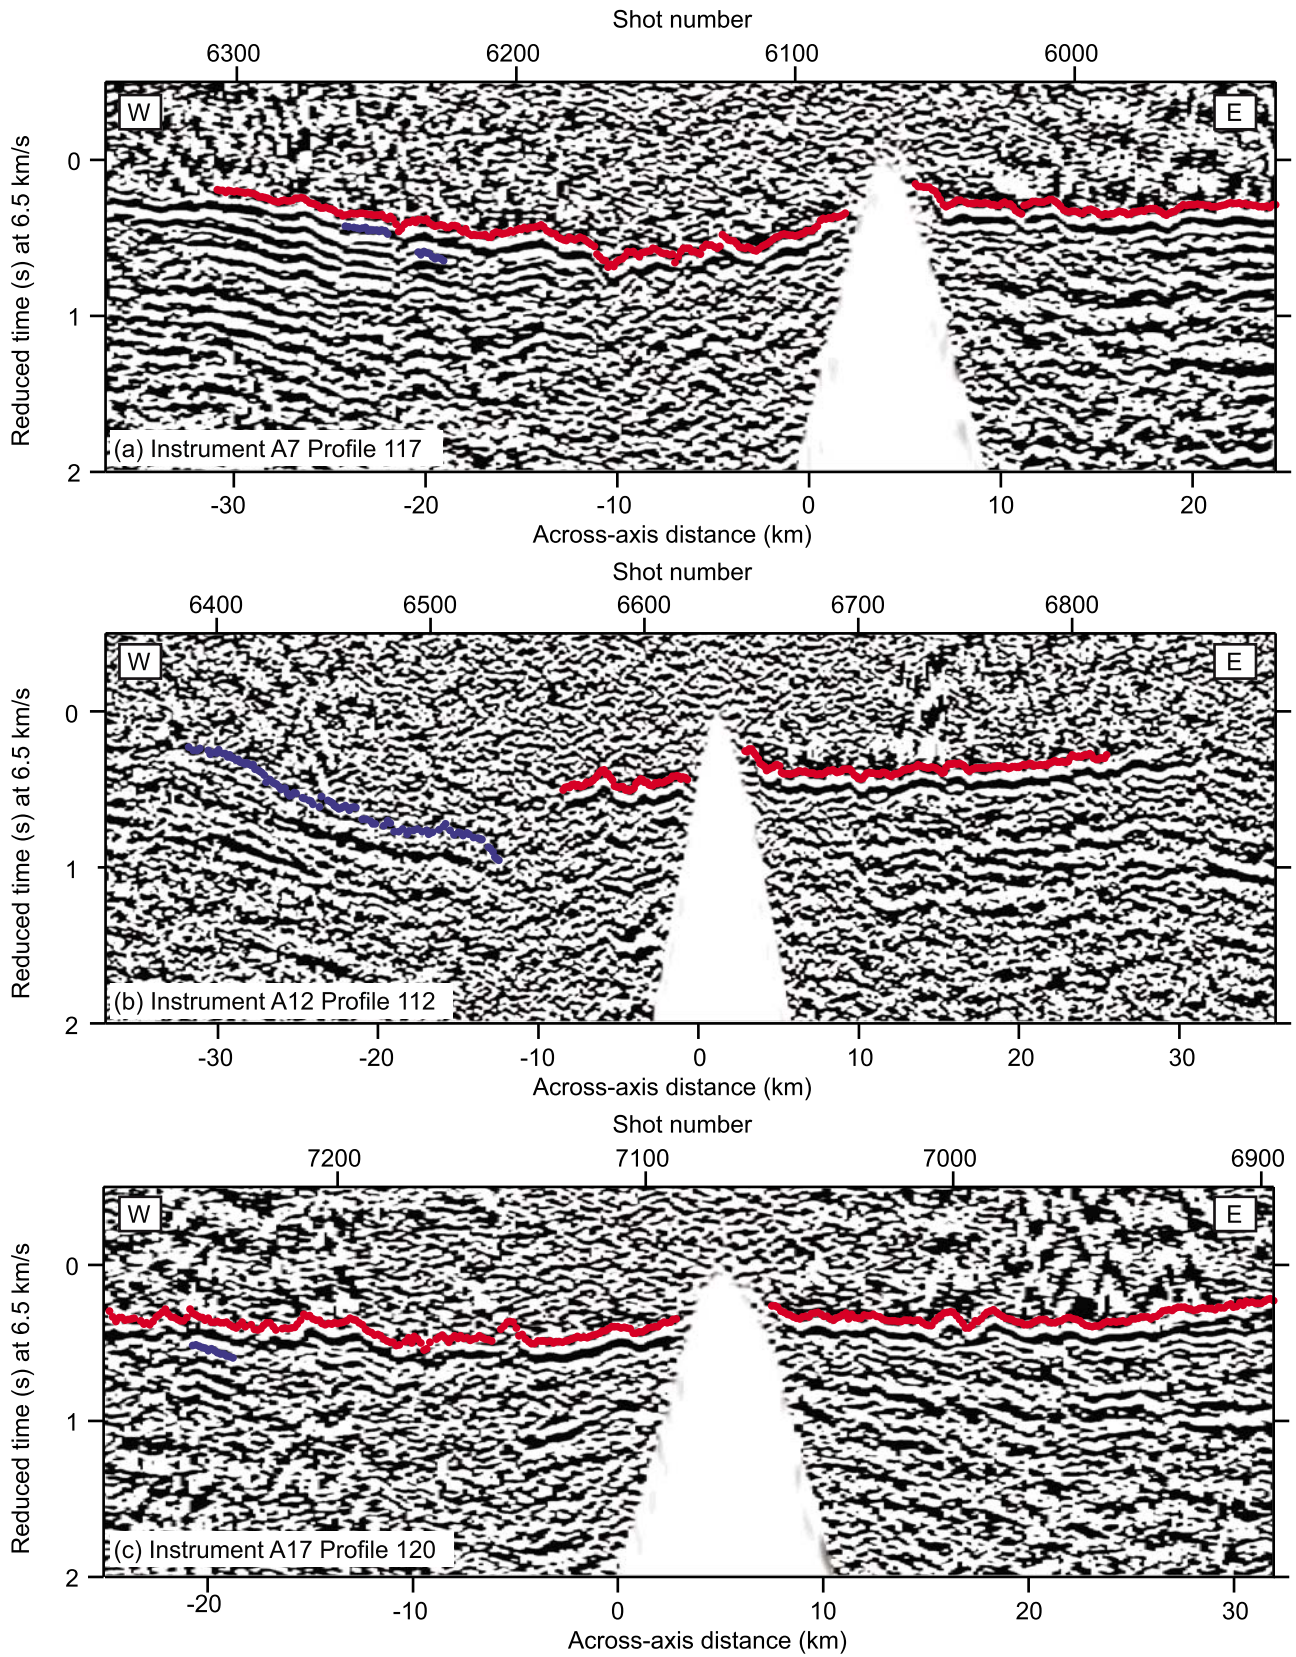 Shot number
6300 6200 6100 6000
W E
0
1
2
Reduced time (s) at 6.5 km/s
(a) Instrument A7 Profile 117
-30 -20 -10 0 10 20
Across-axis distance (km)
Shot number
6400 6500 6600 6700 6800
W E
0
1
2
Reduced time (s) at 6.5 km/s
(b) Instrument A12 Profile 112
-30 -20 -10 0 10 20 30
Across-axis distance (km)
Shot number
7200 7100 7000 6900
W E
0
1
2
Reduced time (s) at 6.5 km/s
(c) Instrument A17 Profile 120
-20 -10 0 10 20 30
Across-axis distance (km)